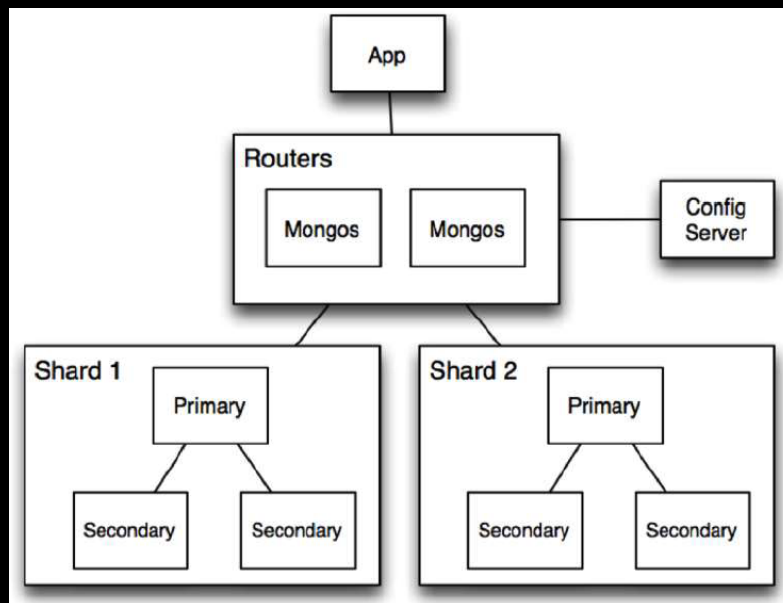 App
Routers
Mongos
Mongos
Config
Server
Shard 1
Primary
Secondary
Secondary
Shard 2
Primary
Secondary
Secondary